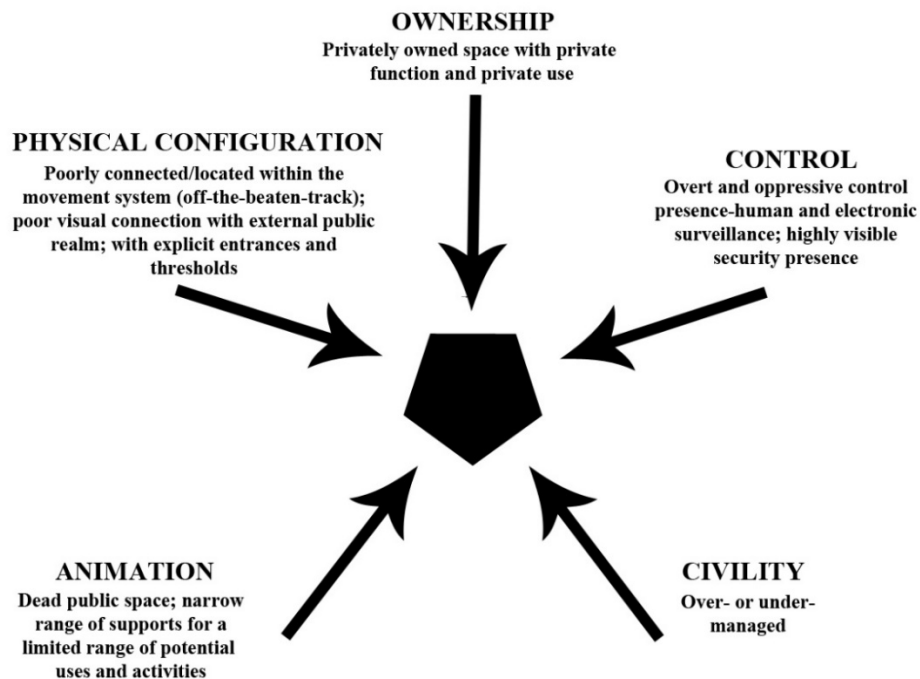 OWNERSHIP
Privately owned space with private
function and private use
PHYSICAL CONFIGURATION
Poorly connected/located within the
movement system (off-the-beaten-track);
poor visual connection with external public
realm; with explicit entrances and
thresholds
CONTROL
Overt and oppressive control
presence-human and electronic
surveillance; highly visible
security presence
ANIMATION
Dead public space; narrow
range of supports for a
limited range of potential
uses and activities
CIVILITY
Over- or under-
managed